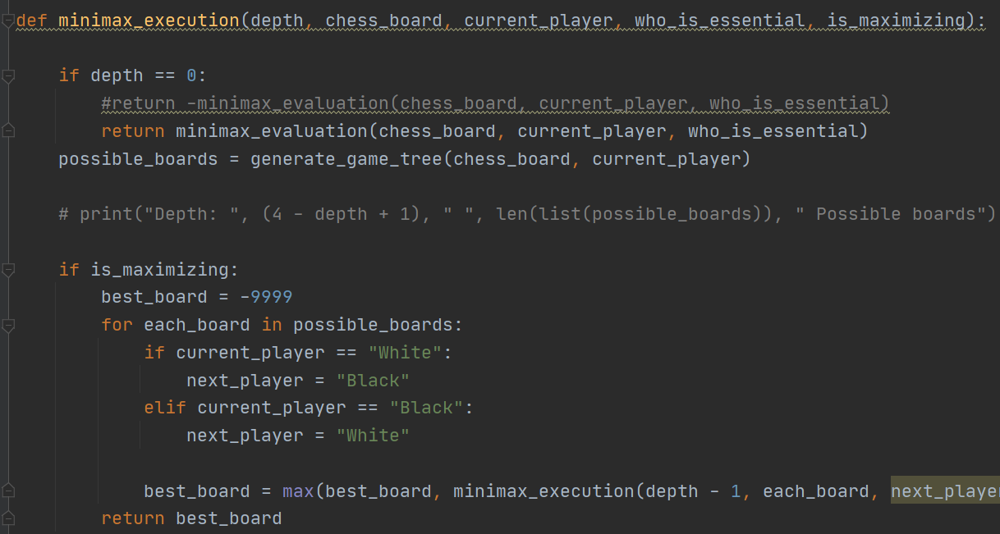 def minimax_execution(depth, chess_board, current_player, who_is_essential, is_maximizing):
if depth == 0:
#return -minimax_evaluation(chess_board, current_player, who_is_essential)
return minimax_evaluation(chess_board, current_player, who_is_essential)
possible_boards = generate_game_tree(chess_board, current_player)
# print("Depth: ", (4 - depth + 1), " ", len(list(possible_boards)), " Possible boards")
if is_maximizing:
best_board = -9999
for each_board in possible_boards:
if current_player == "White":
next_player = "Black"
elif current_player == "Black":
next_player = "White"
best_board = max(best_board, minimax_execution(depth - 1, each_board, next_player
return best_board